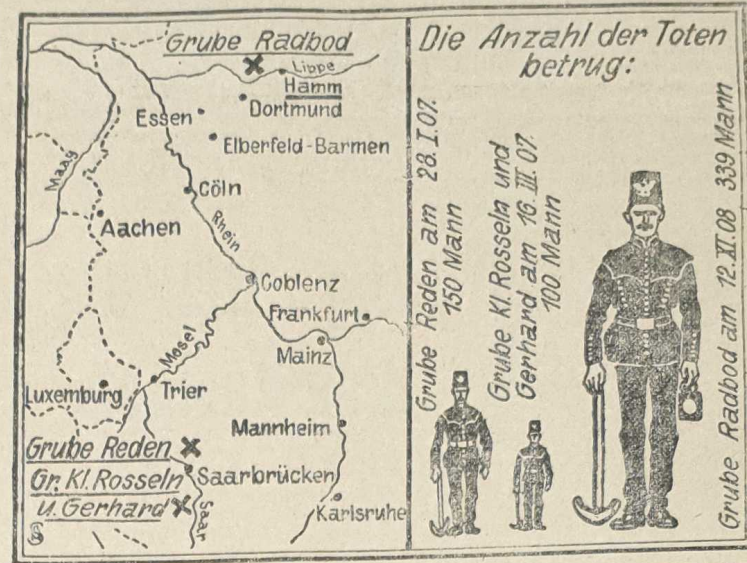 Grube Radbod
Lippe
Hamm
Dortmund
Essen
Elberfeld-Barmen
Maas
Cöln
Aachen
Rhein
Coblenz
Frankfurt
Mosel
Mainz
Luxemburg
Trier
Mannheim
Grube Reden
Saarbrücken
Gr. Kl. Rosseln
u. Gerhard
Saar
Karlsruhe
Die Anzahl der Toten
betrug:
Grube Reden am 28. I. 07.
150 Mann
Grube Kl. Rosseln und
Gerhard am 16. III. 07.
100 Mann
Grube Radbod am 12. XI. 08 339 Mann